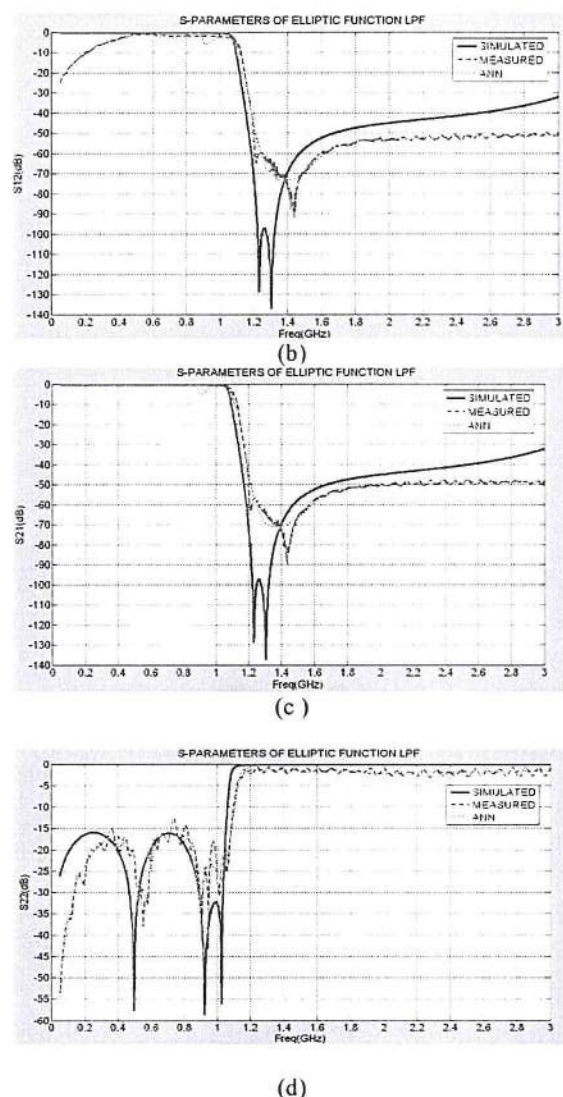 S-PARAMETERS OF ELLIPTIC FUNCTION LPF
SIMULATED
MEASURED
ANN
S12(dB)
0
-10
-20
-30
-40
-50
-60
-70
-80
-90
-100
-110
-120
-130
-140
0 0.2 0.4 0.6 0.8 1 1.2 1.4 1.6 1.8 2 2.2 2.4 2.6 2.8 3
Freq(GHz)
(b)
S-PARAMETERS OF ELLIPTIC FUNCTION LPF
SIMULATED
MEASURED
ANN
S21(dB)
0
-10
-20
-30
-40
-50
-60
-70
-80
-90
-100
-110
-120
-130
-140
0 0.2 0.4 0.6 0.8 1 1.2 1.4 1.6 1.8 2 2.2 2.4 2.6 2.8 3
Freq(GHz)
(c )
S-PARAMETERS OF ELLIPTIC FUNCTION LPF
SIMULATED
MEASURED
ANN
S22(dB)
0
-5
-10
-15
-20
-25
-30
-35
-40
-45
-50
-55
-60
0 0.2 0.4 0.6 0.8 1 1.2 1.4 1.6 1.8 2 2.2 2.4 2.6 2.8 3
Freq(GHz)
(d)